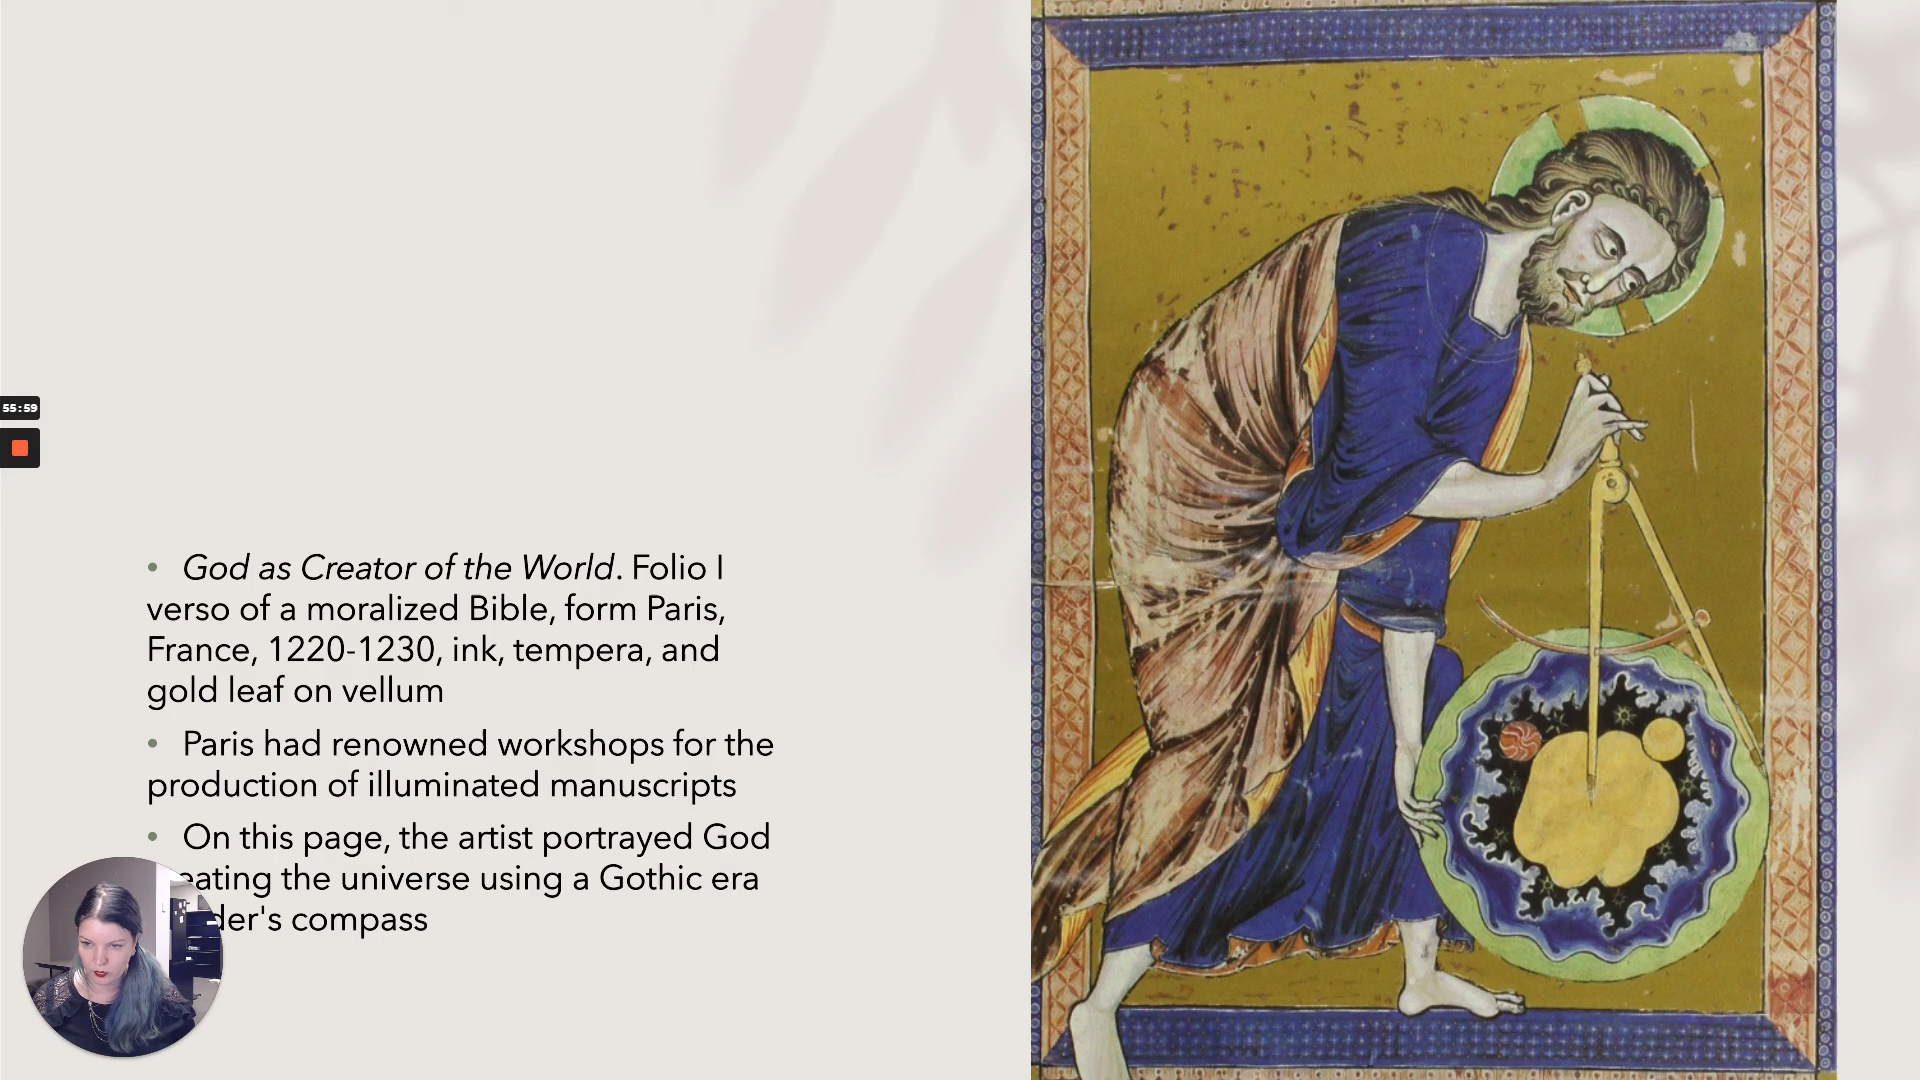 55:59
• God as Creator of the World. Folio I
verso of a moralized Bible, form Paris,
France, 1220-1230, ink, tempera, and
gold leaf on vellum
• Paris had renowned workshops for the
production of illuminated manuscripts
• On this page, the artist portrayed God
eating the universe using a Gothic era
der's compass